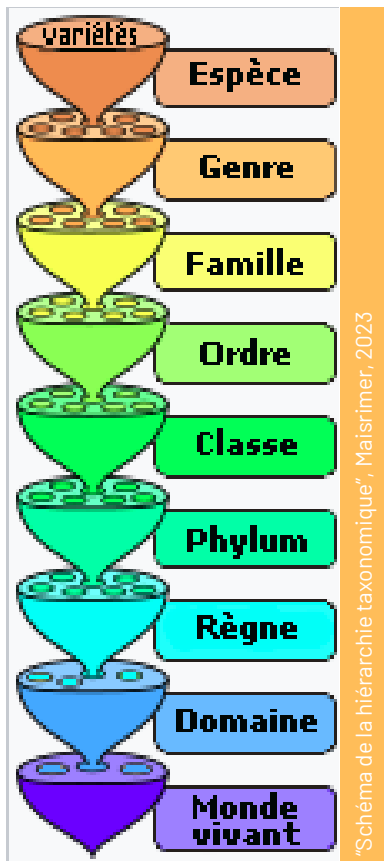 variétés
Espèce
Genre
Famille
Ordre
Classe
Phylum
Règne
Domaine
Monde
vivant
"Schéma de la hiérarchie taxonomique", Maisrimer, 2023